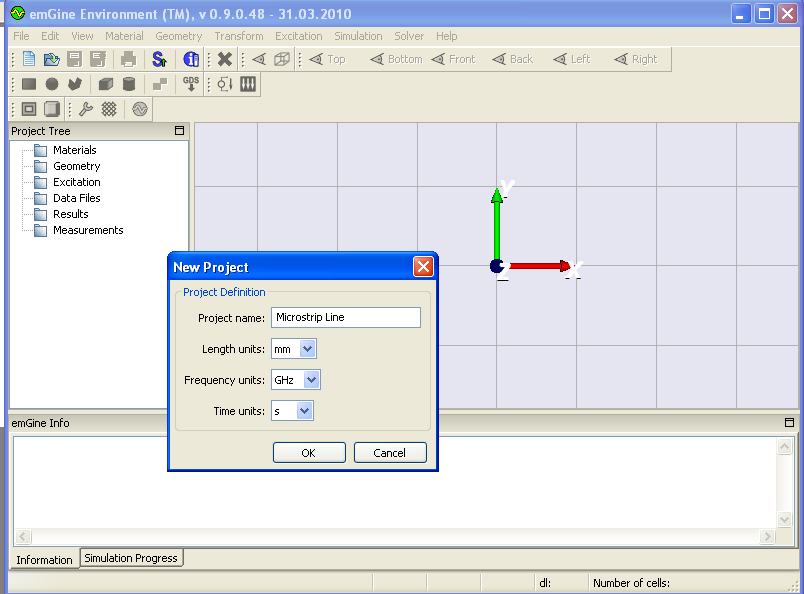 emGine Environment (TM), v 0.9.0.48 - 31.03.2010
File Edit View Material Geometry Transform Excitation Simulation Solver Help
Top Bottom Front Back Left Right
GDS
Project Tree
Materials
Geometry
Excitation
Data Files
Results
Measurements
Y
X
Z
New Project
Project Definition
Project name: Microstrip Line
Length units: mm
Frequency units: GHz
Time units: s
OK Cancel
emGine Info
Information Simulation Progress
dl: Number of cells: